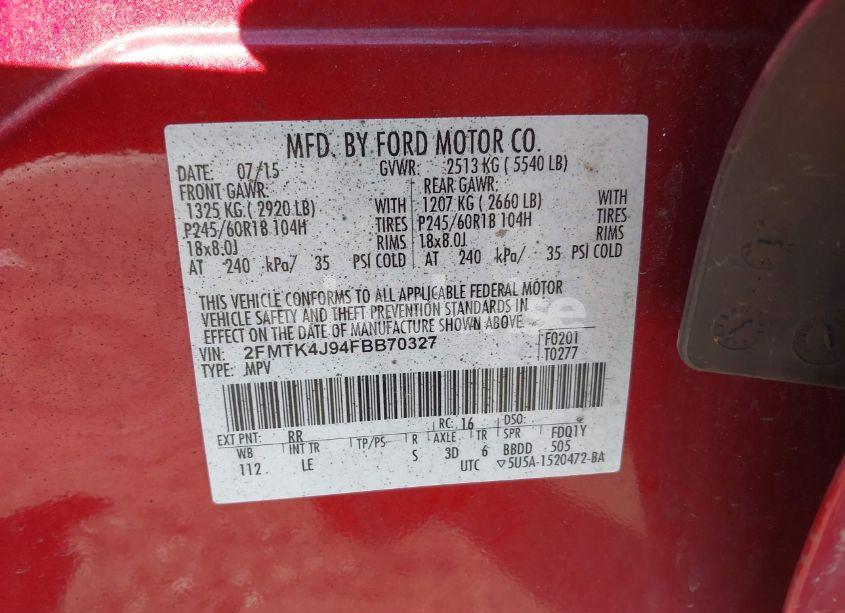 MFD. BY FORD MOTOR CO.
DATE: 07/15 GVWR: 2513 KG ( 5540 LB)
FRONT GAWR: REAR GAWR:
1325 KG ( 2920 LB) WITH 1207 KG ( 2660 LB) WITH
P245/60R18 104H TIRES P245/60R18 104H TIRES
18x8.0J RIMS 18x8.0J RIMS
AT 240 kPa/ 35 PSI COLD AT 240 kPa/ 35 PSI COLD
THIS VEHICLE CONFORMS TO ALL APPLICABLE FEDERAL MOTOR
VEHICLE SAFETY AND THEFT PREVENTION STANDARDS IN
EFFECT ON THE DATE OF MANUFACTURE SHOWN ABOVE.
VIN: 2FMTK4J94FBB70327 F0201
TYPE: MPV T0277
EXT PNT: RR RC: 16 DSO:
WB INT TR TP/PS R AXLE TR SPR FDQ1Y
112 LE S 3D 6 BBDD 505
UTC ▽5U5A-1520472-BA